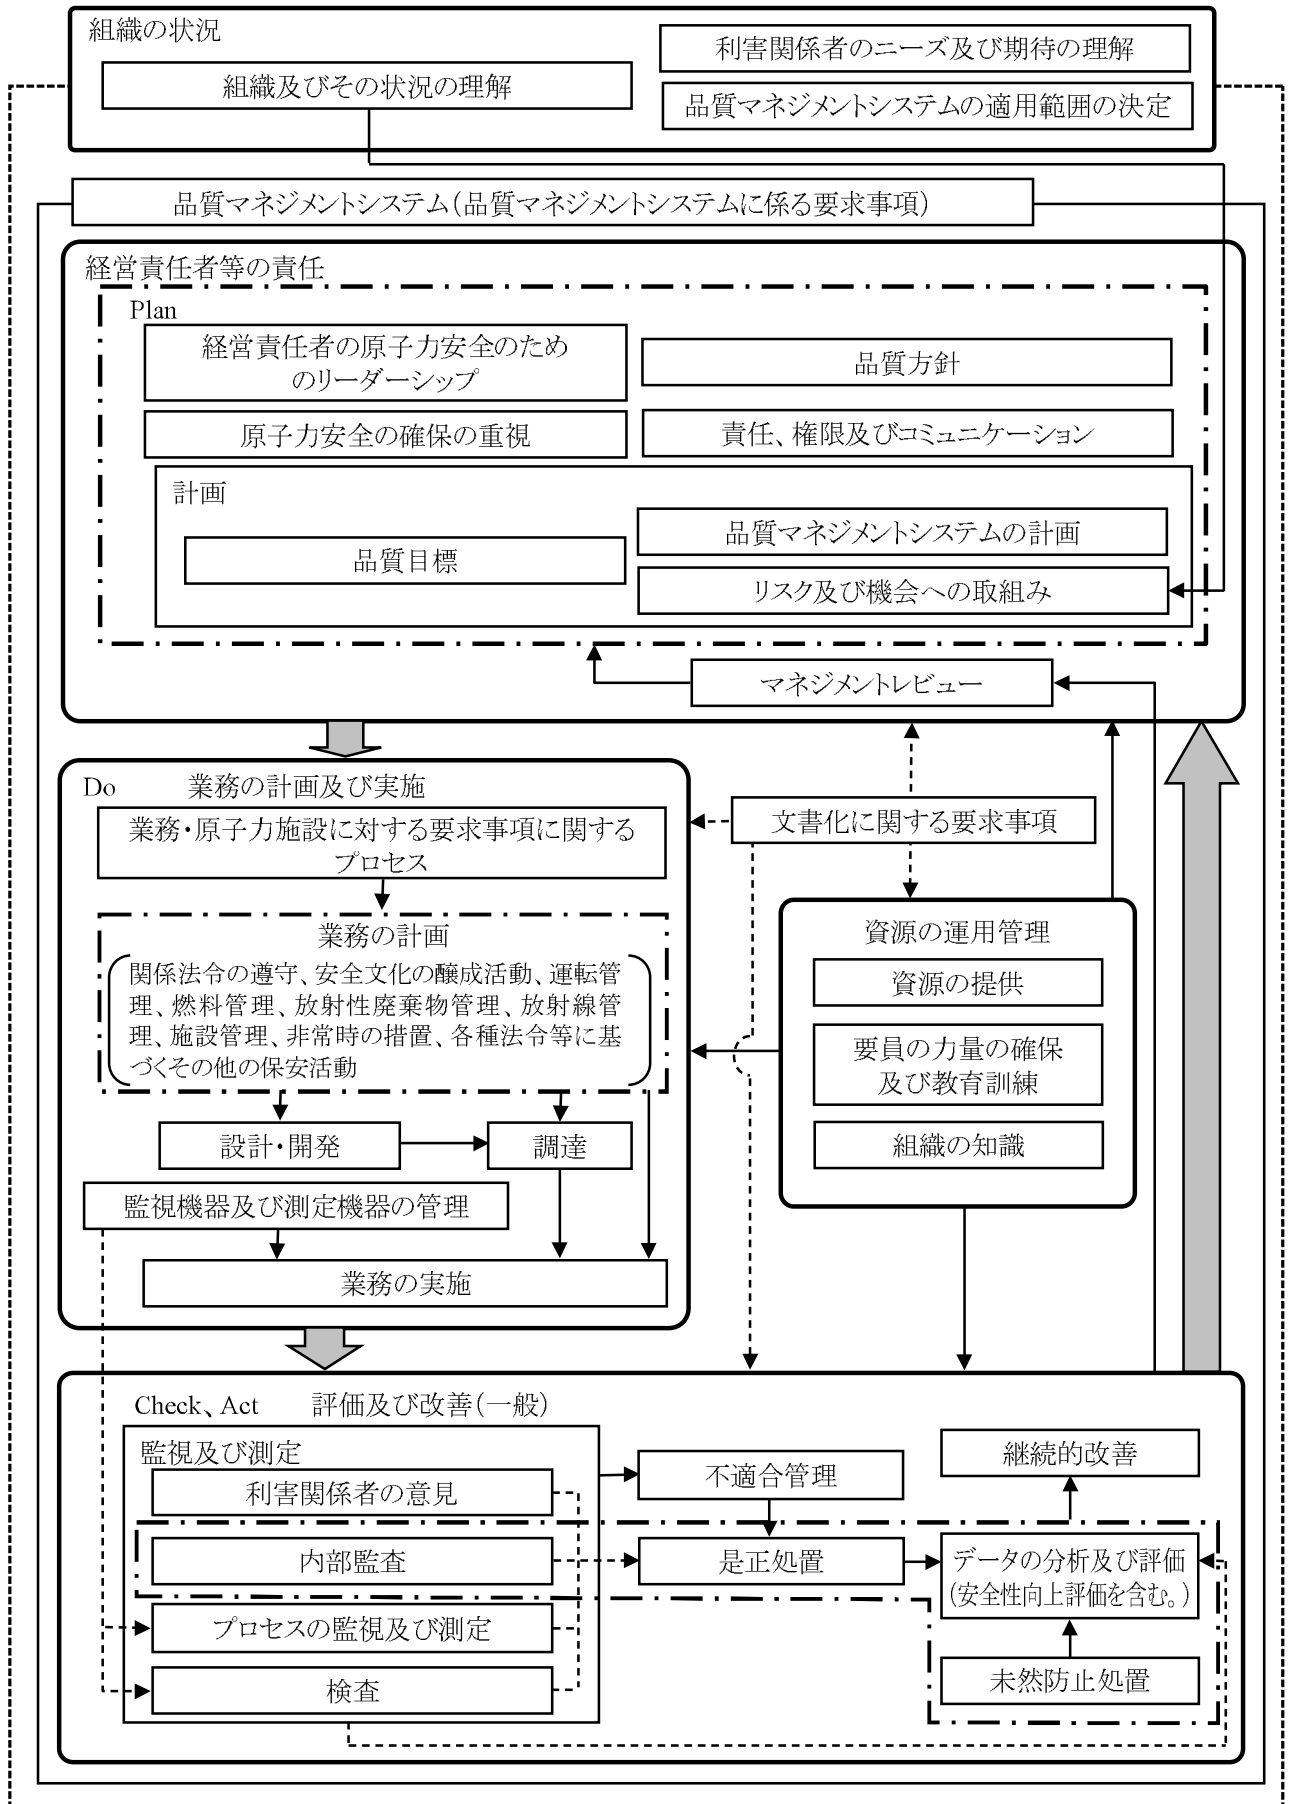 組織の状況
利害関係者のニーズ及び期待の理解
組織及びその状況の理解
品質マネジメントシステムの適用範囲の決定
品質マネジメントシステム(品質マネジメントシステムに係る要求事項)
経営責任者等の責任
Plan
経営責任者の原子力安全のため
のリーダーシップ
品質方針
原子力安全の確保の重視
責任、権限及びコミュニケーション
計画
品質マネジメントシステムの計画
品質目標
リスク及び機会への取組み
マネジメントレビュー
Do 業務の計画及び実施
業務・原子力施設に対する要求事項に関する
プロセス
文書化に関する要求事項
業務の計画
関係法令の遵守、安全文化の醸成活動、運転管
理、燃料管理、放射性廃棄物管理、放射線管
理、施設管理、非常時の措置、各種法令等に基
づくその他の保安活動
資源の運用管理
資源の提供
要員の力量の確保
及び教育訓練
組織の知識
設計・開発
調達
監視機器及び測定機器の管理
業務の実施
Check、Act 評価及び改善(一般)
監視及び測定
利害関係者の意見
不適合管理
継続的改善
内部監査
是正処置
データの分析及び評価
(安全性向上評価を含む。)
プロセスの監視及び測定
検査
未然防止処置